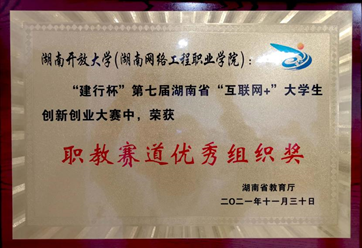 湖南开放大学(湖南网络工程职业学院)：
“建行杯”第七届湖南省“互联网+”大学生
创新创业大赛中，荣获
职教赛道优秀组织奖
湖南省教育厅
二〇二一年十一月三十日